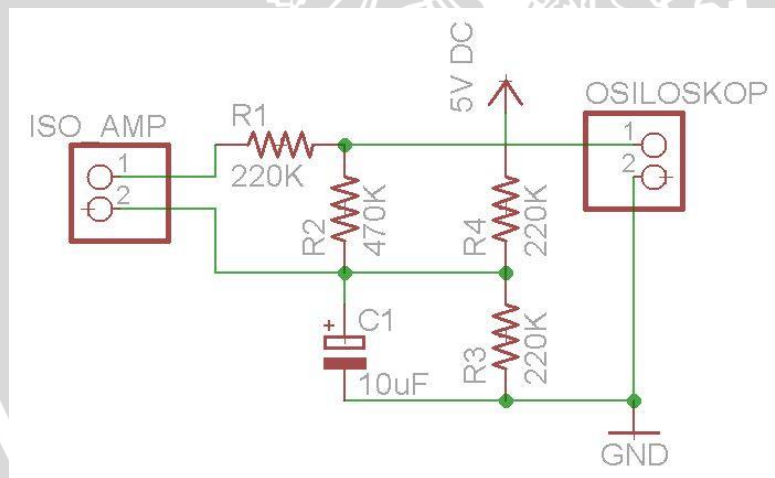 5V DC
OSILOSKOP
ISO_AMP
R1
1
2
220K
1
2
R2
470K
R4
220K
C1
10uF
R3
220K
GND